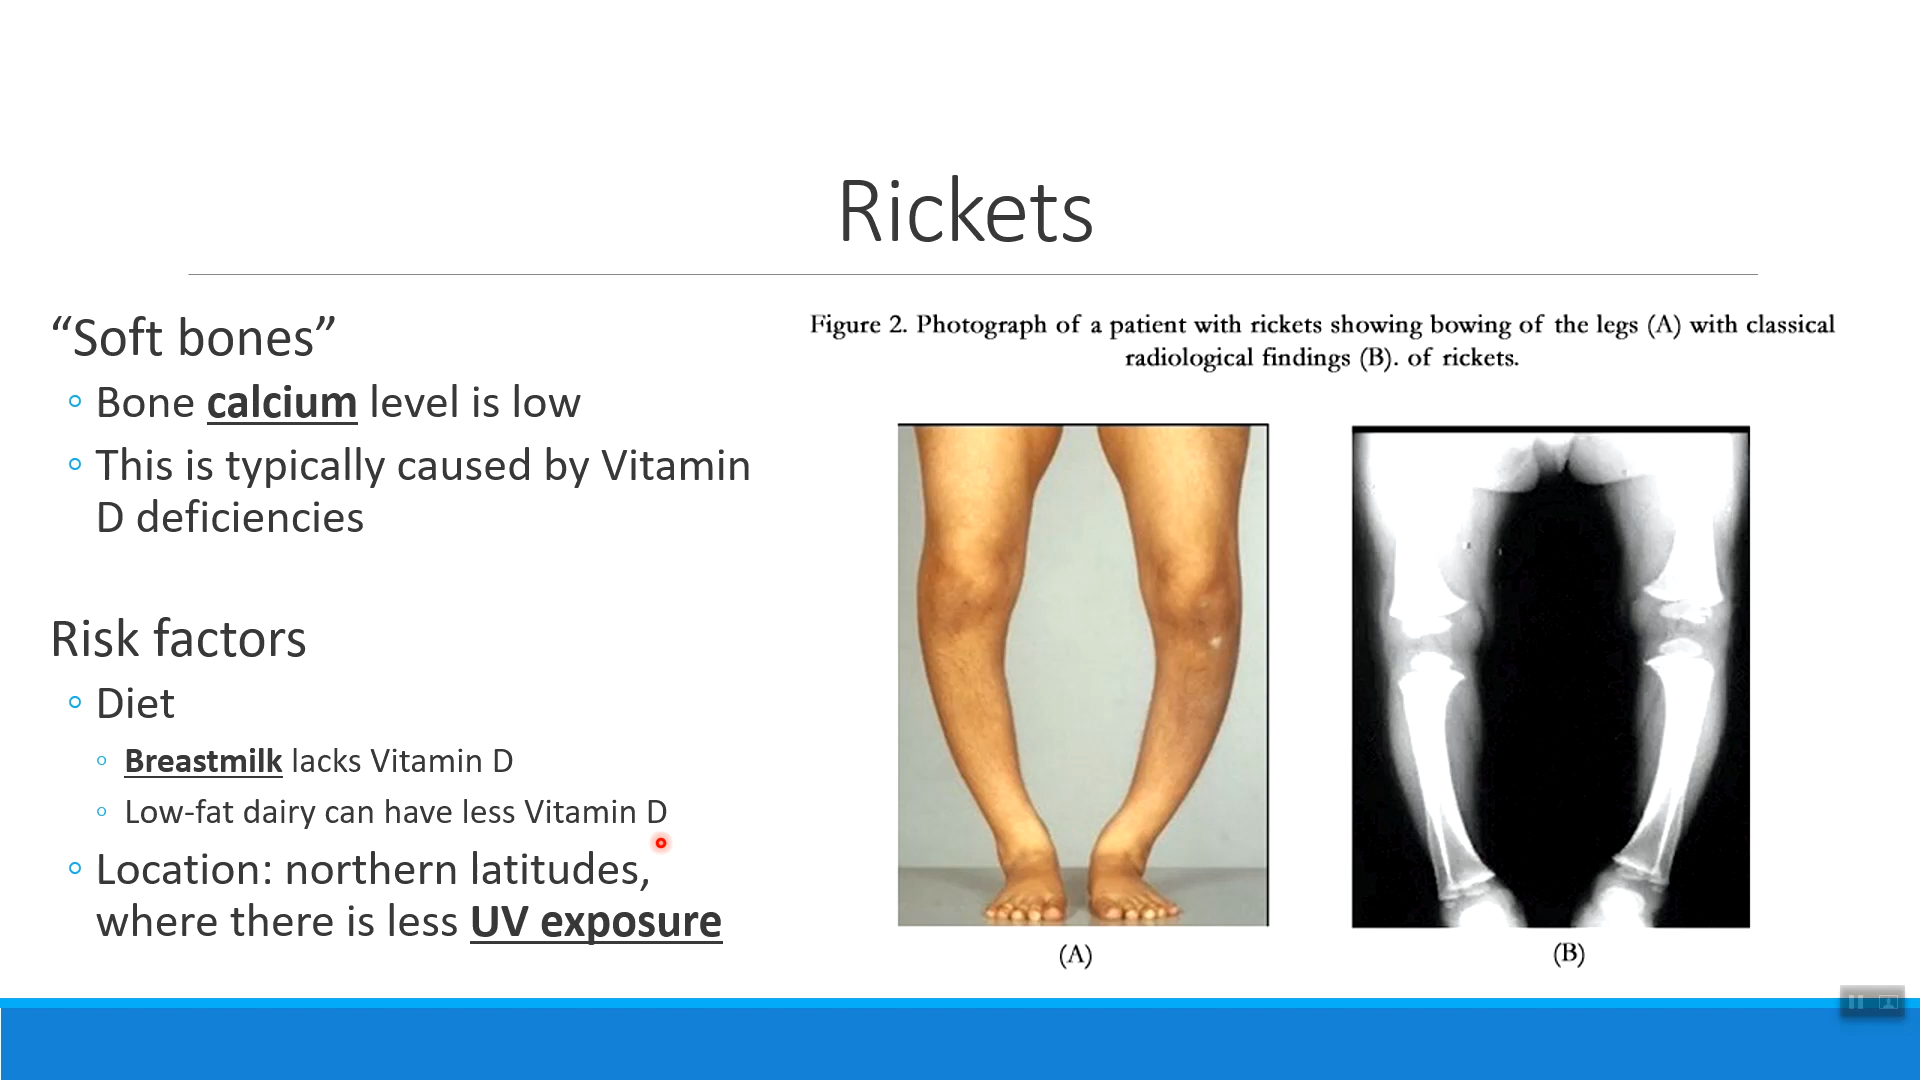 Rickets
“Soft bones”
◦ Bone calcium level is low
◦ This is typically caused by Vitamin
D deficiencies
Risk factors
◦ Diet
◦ Breastmilk lacks Vitamin D
◦ Low-fat dairy can have less Vitamin D
◦ Location: northern latitudes,
where there is less UV exposure
Figure 2. Photograph of a patient with rickets showing bowing of the legs (A) with classical
radiological findings (B). of rickets.
(A)
(B)